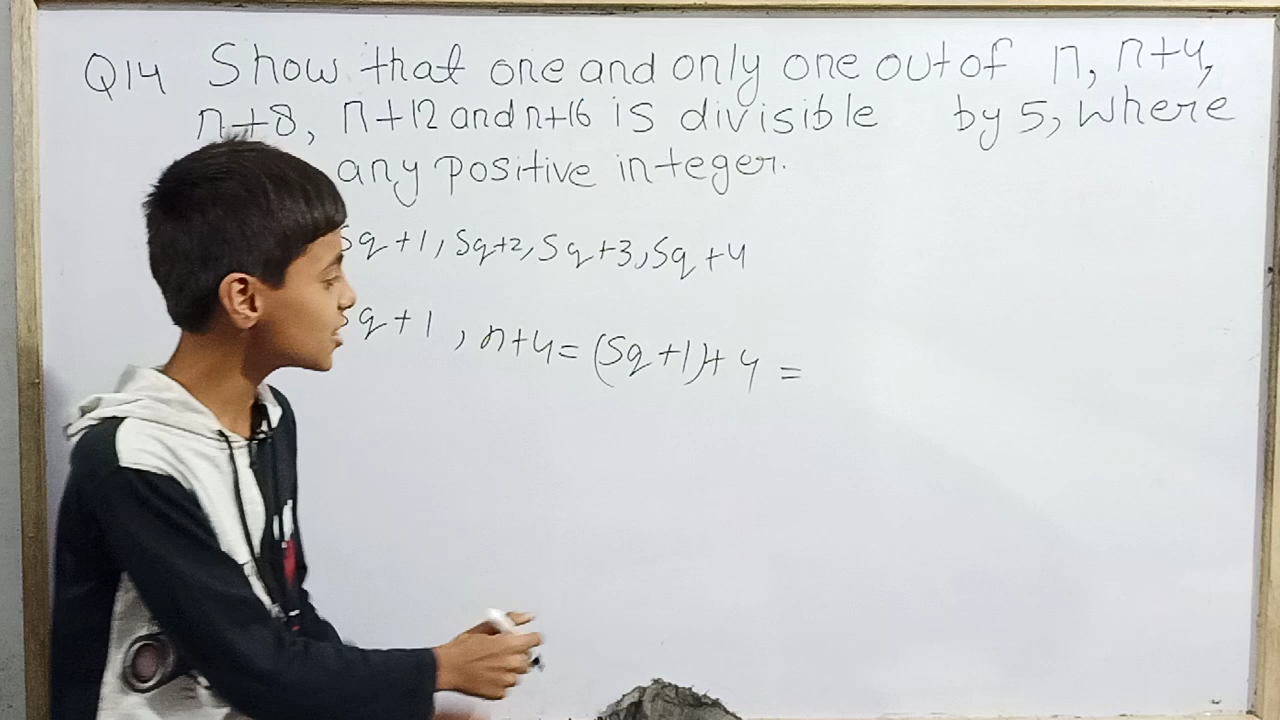 Q14 Show that one and only one out of n, n+4,
n+8, n+12 and n+16 is divisible by 5, where
any positive integer.
5q+1, 5q+2, 5q+3, 5q+4
5q+1, n+4= (5q+1)+4 =